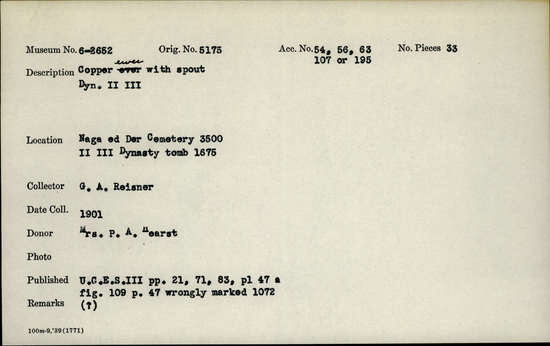 Museum No. 6-2652 Orig. No. 5175 Acc. No. 54, 56, 63 No. Pieces 33
107 or 195
ewer
Description Copper ever with spout
Dyn. II III
Location Naga ed Der Cemetery 3500
II III Dynasty tomb 1675
Collector G. A. Reisner
Date Coll. 1901
Donor Mrs. P. A. Hearst
Photo
Published U.C.E.S.III pp. 21, 71, 83, pl 47 a
fig. 109 p. 47 wrongly marked 1072
Remarks (?)
100m-9,'39(1771)